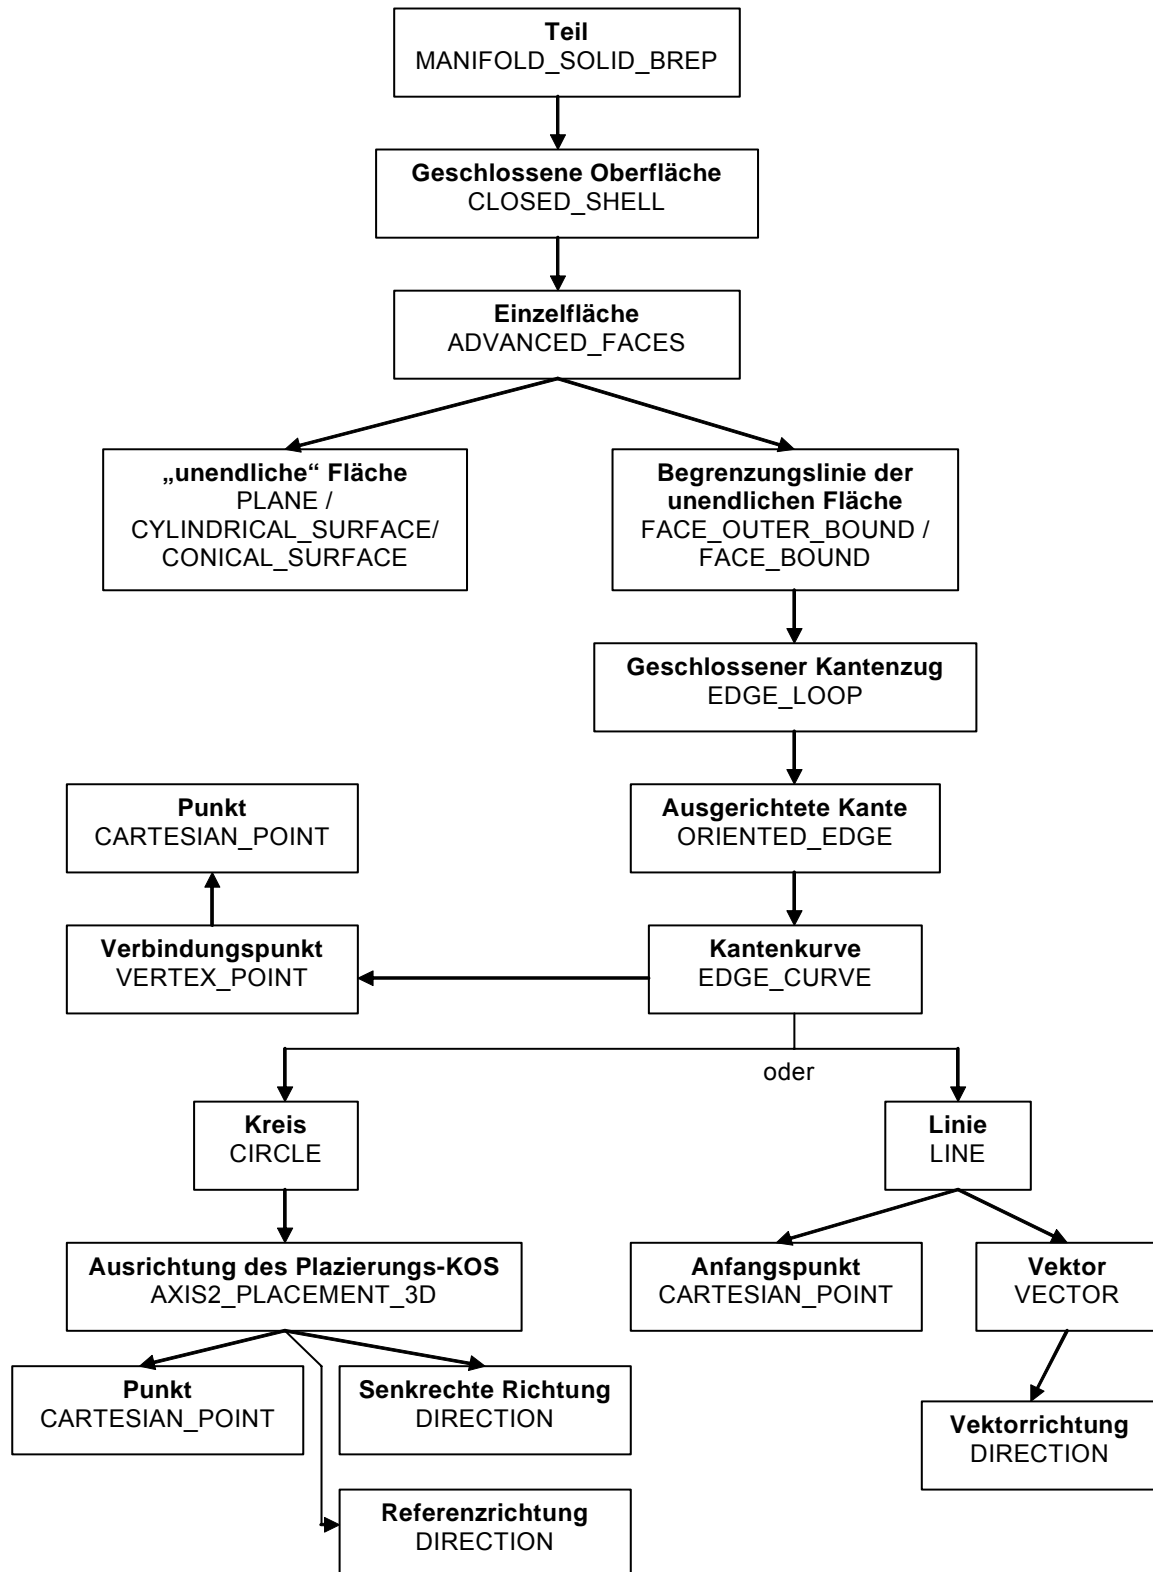 Teil
MANIFOLD_SOLID_BREP
Geschlossene Oberfläche
CLOSED_SHELL
Einzelfläche
ADVANCED_FACES
„unendliche“ Fläche
PLANE /
CYLINDRICAL_SURFACE/
CONICAL_SURFACE
Begrenzungslinie der
unendlichen Fläche
FACE_OUTER_BOUND /
FACE_BOUND
Geschlossener Kantenzug
EDGE_LOOP
Punkt
CARTESIAN_POINT
Ausgerichtete Kante
ORIENTED_EDGE
Verbindungspunkt
VERTEX_POINT
Kantenkurve
EDGE_CURVE
oder
Kreis
CIRCLE
Linie
LINE
Ausrichtung des Plazierungs-KOS
AXIS2_PLACEMENT_3D
Anfangspunkt
CARTESIAN_POINT
Vektor
VECTOR
Punkt
CARTESIAN_POINT
Senkrechte Richtung
DIRECTION
Vektorrichtung
DIRECTION
Referenzrichtung
DIRECTION